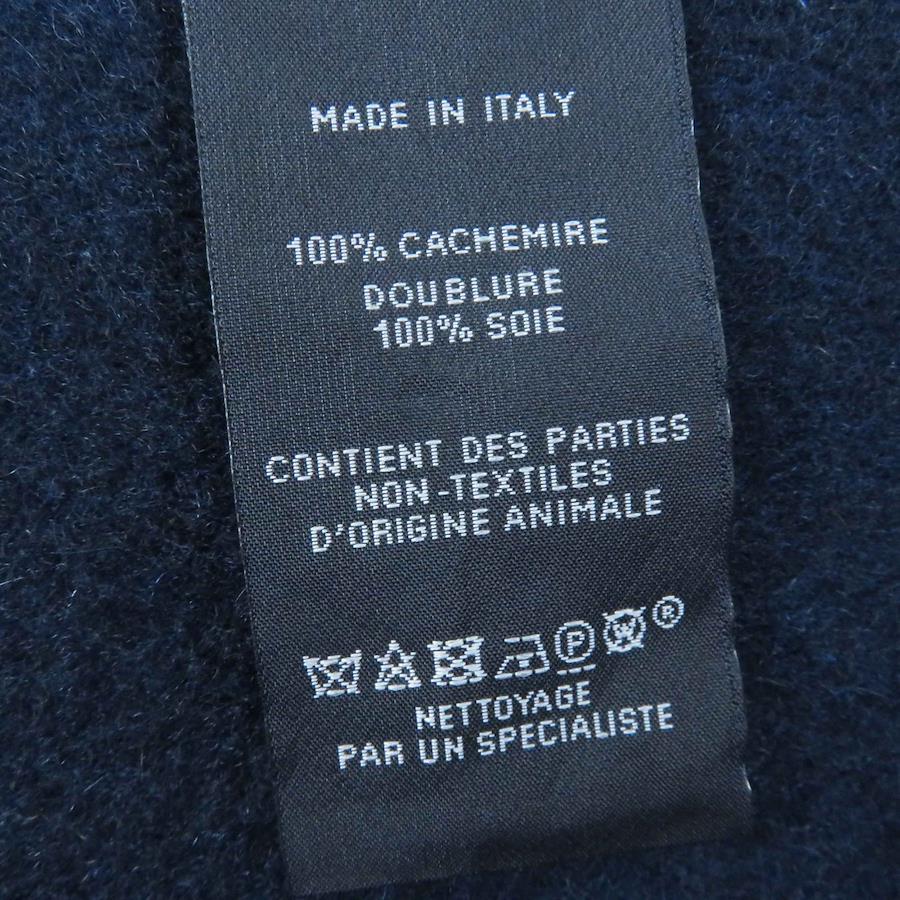 MADE IN ITALY
100% CACHEMIRE
DOUBLURE
100% SOIE
CONTIENT DES PARTIES
NON-TEXTILES
D'ORIGINE ANIMALE
P W ®
NETTOYAGE
PAR UN SPECIALISTE